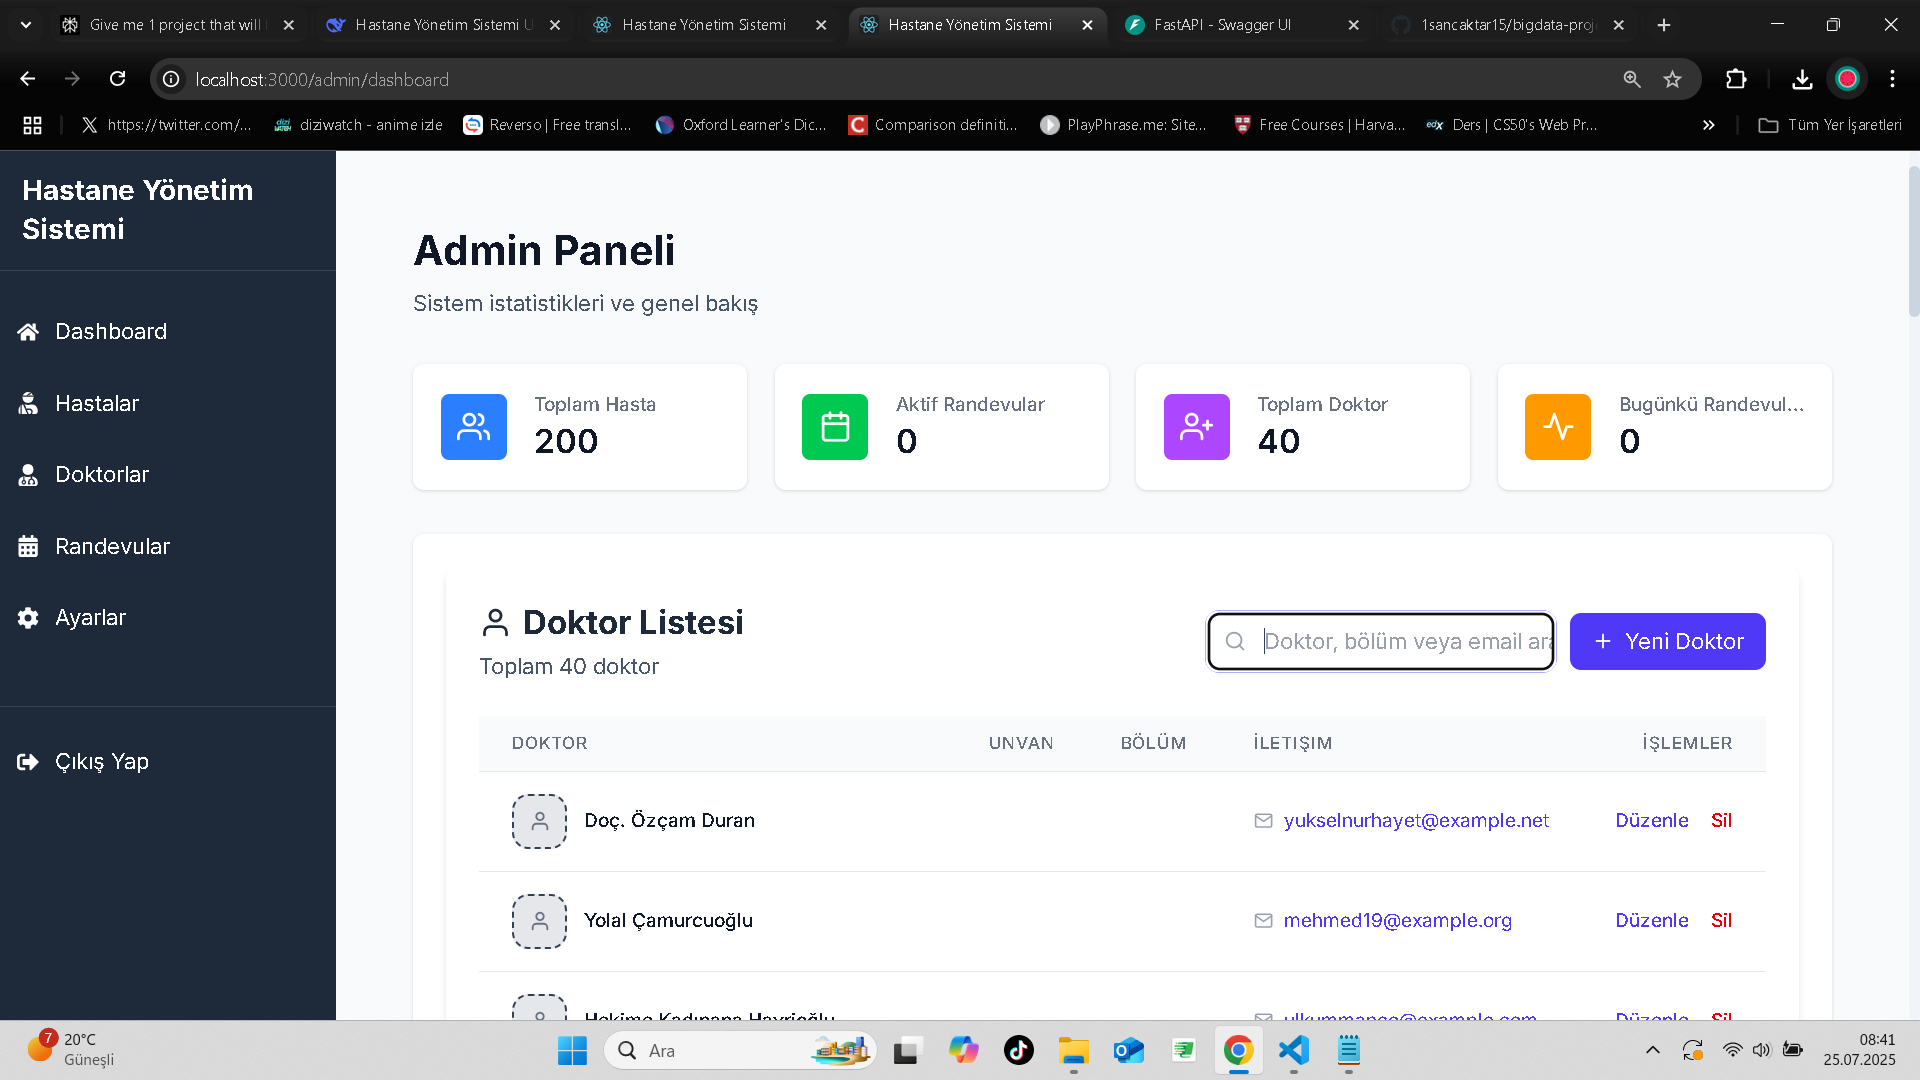 Give me 1 project that will
Hastane Yönetim Sistemi U
Hastane Yönetim Sistemi
Hastane Yönetim Sistemi
FastAPI - Swagger UI
1sancaktar15/bigdata-proj
localhost:3000/admin/dashboard
https://twitter.com/...
diziwatch - anime izle
Reverso | Free transl...
Oxford Learner's Dic...
Comparison definiti...
PlayPhrase.me: Site...
Free Courses | Harva...
Ders | CS50's Web Pr...
Tüm Yer İşaretleri
Hastane Yönetim
Sistemi
Dashboard
Hastalar
Doktorlar
Randevular
Ayarlar
Çıkış Yap
Admin Paneli
Sistem istatistikleri ve genel bakış
Toplam Hasta
200
Aktif Randevular
0
Toplam Doktor
40
Bugünkü Randevul...
0
Doktor Listesi
Toplam 40 doktor
Doktor, bölüm veya email ara
+ Yeni Doktor
DOKTOR UNVAN BÖLÜM İLETİŞİM İŞLEMLER
Doç. Özçam Duran yukselnurhayet@example.net Düzenle Sil
Yolal Çamurcuoğlu mehmed19@example.org Düzenle Sil
Düzenle Sil
7
20°C
Güneşli
Ara
08:41
25.07.2025